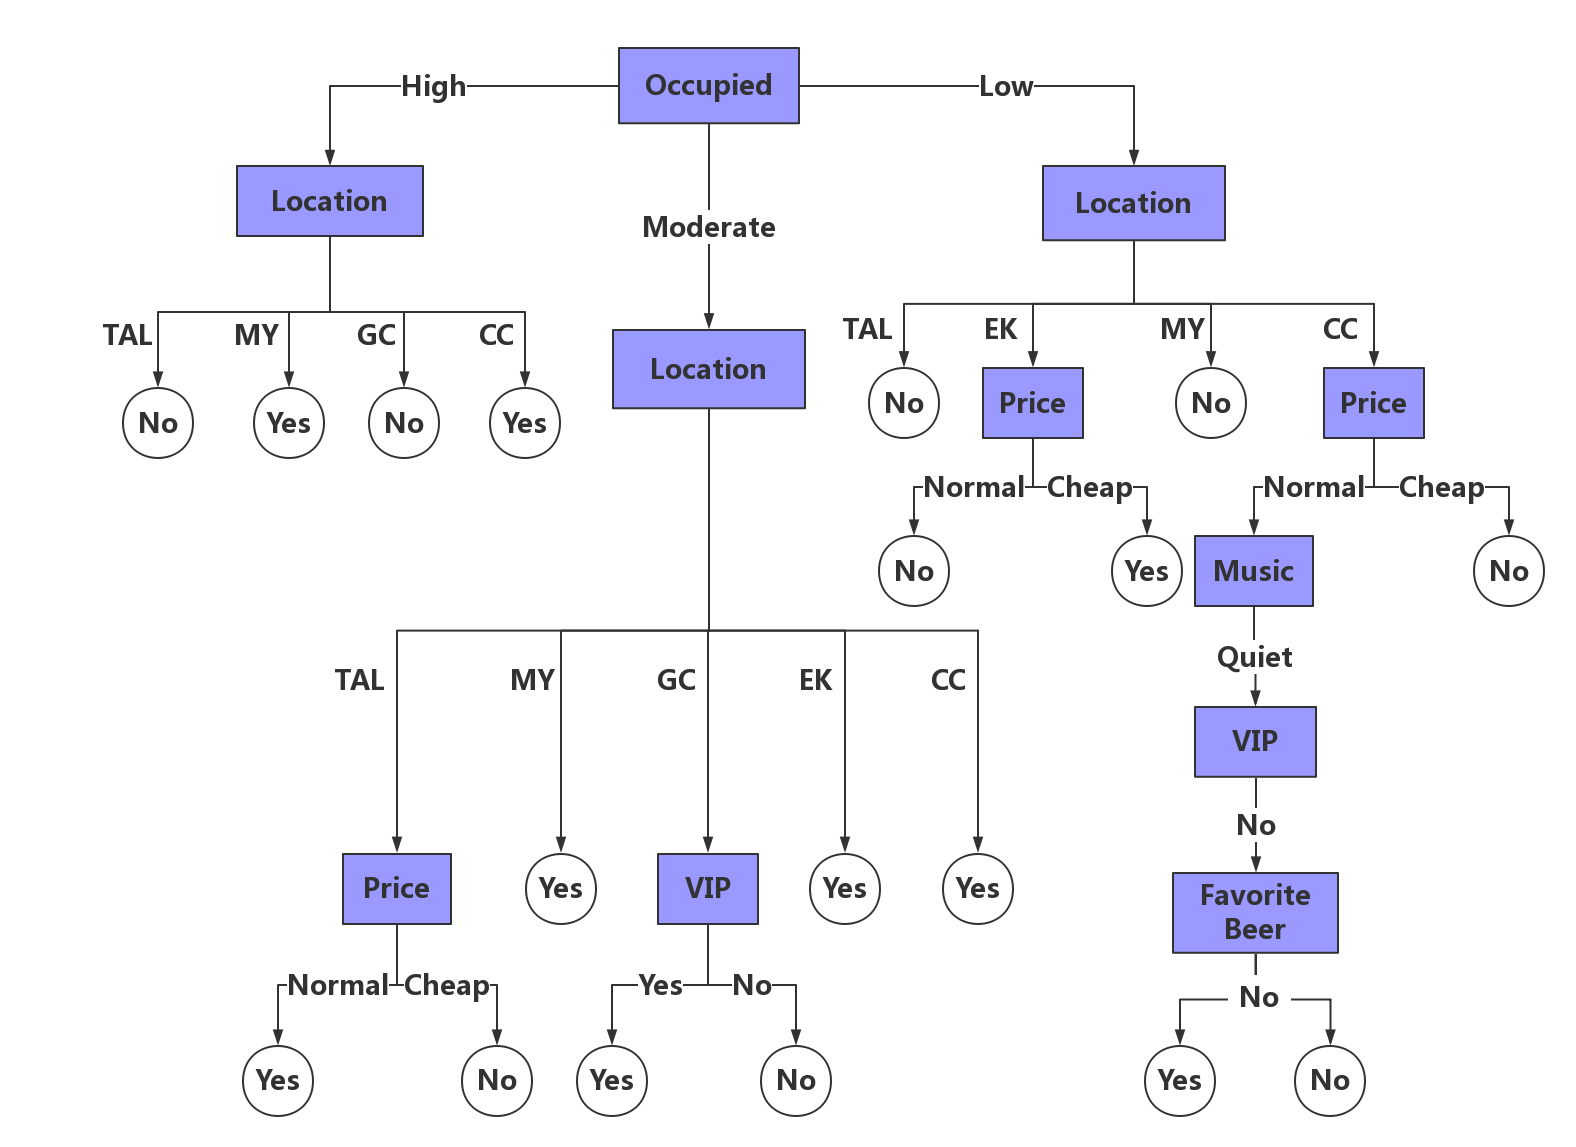 Occupied
High
Low
Location
Moderate
Location
Location
TAL
MY
GC
CC
No
Yes
No
Yes
TAL
EK
MY
CC
No
Price
No
Price
Normal
Cheap
Normal
Cheap
No
Yes
Music
No
Quiet
VIP
No
Favorite
Beer
No
Yes
No
TAL
MY
GC
EK
CC
Price
Yes
VIP
Yes
Yes
Normal
Cheap
Yes
No
Yes
No
Yes
No